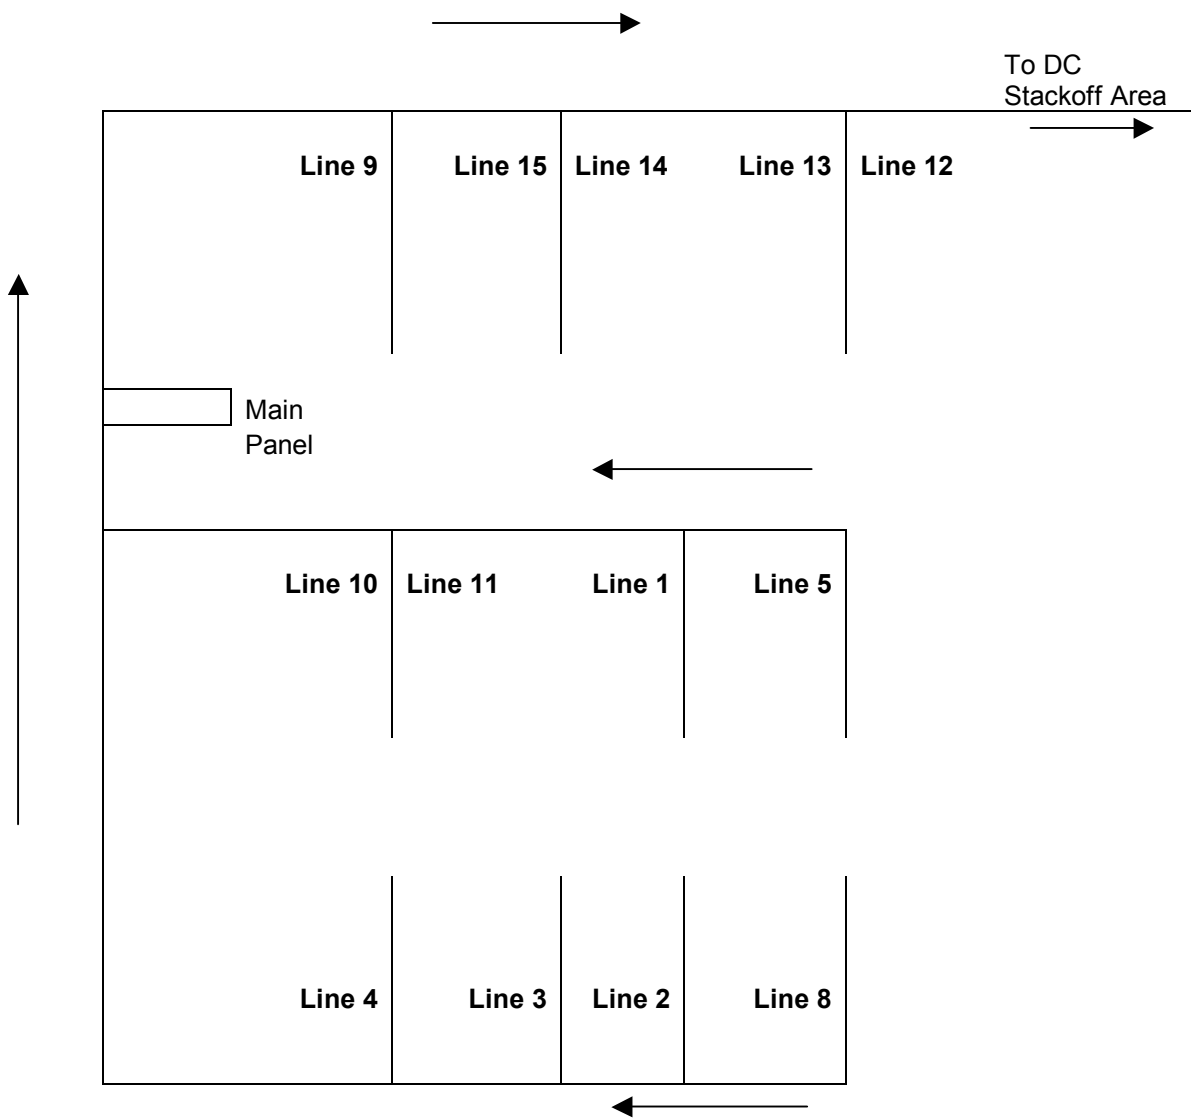 To DC
Stackoff Area
Line 9
Line 15
Line 14
Line 13
Line 12
Main
Panel
Line 10
Line 11
Line 1
Line 5
Line 4
Line 3
Line 2
Line 8